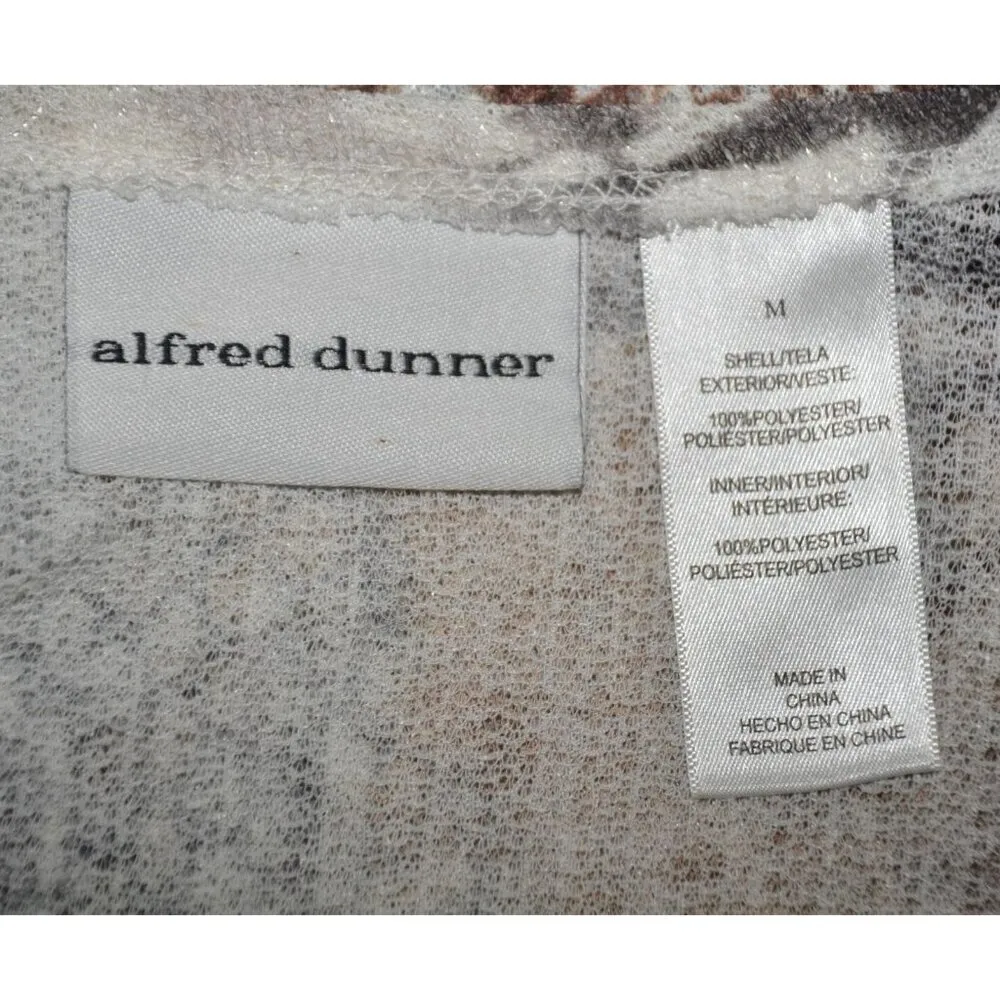 alfred dunner
M
SHELL/TELA
EXTERIOR/VESTE:
100%POLYESTER/
POLIÉSTER/POLYESTER
INNER/INTERIOR/
INTÉRIEURE:
100%POLYESTER/
POLIÉSTER/POLYESTER
MADE IN
CHINA
HECHO EN CHINA
FABRIQUE EN CHINE